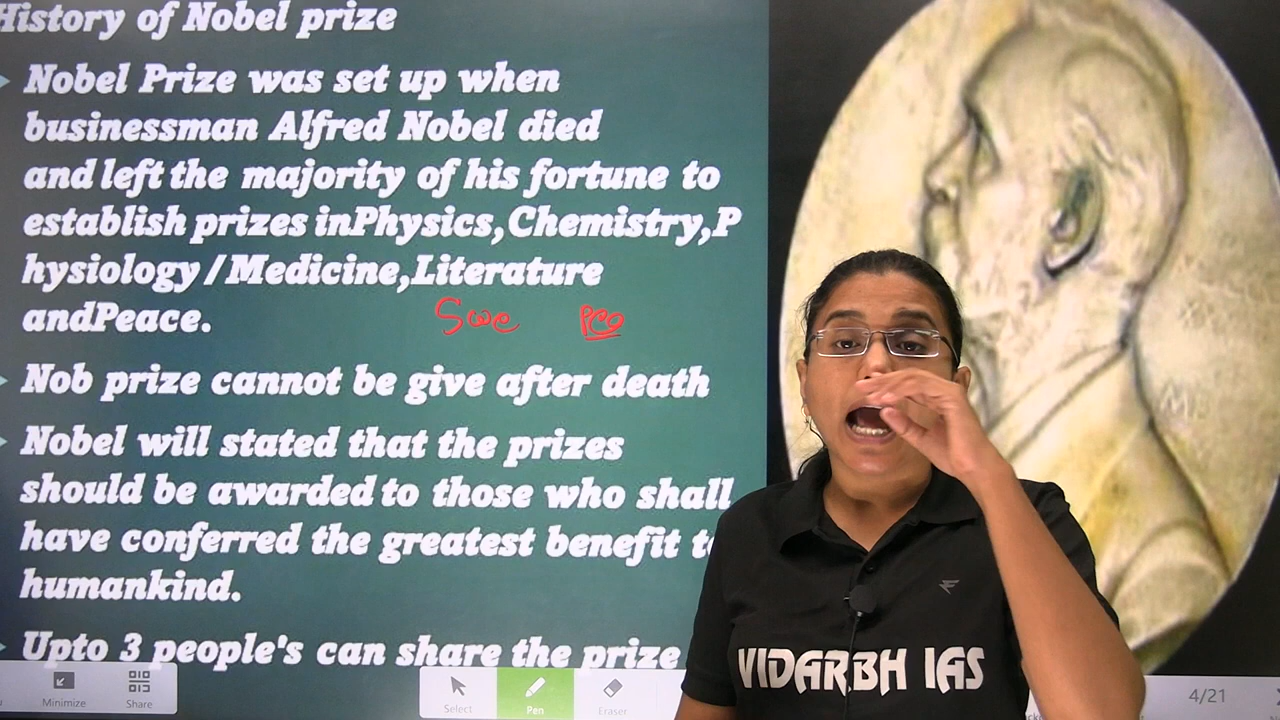 History of Nobel prize
Nobel Prize was set up when
businessman Alfred Nobel died
and left the majority of his fortune to
establish prizes inPhysics,Chemistry,P
hysiology/Medicine,Literature
andPeace.
Swe Pea
Nob prize cannot be give after death
Nobel will stated that the prizes
should be awarded to those who shall
have conferred the greatest benefit
humankind.
Upto 3 people's can share the prize
VIDARBH IAS
Minimize
Share
Select
Pen
Eraser
4/21